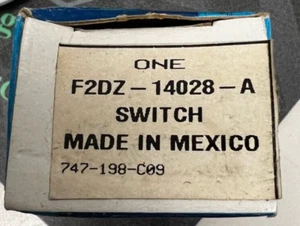 ONE
F2DZ-14028-A
SWITCH
MADE IN MEXICO
747-198-C09